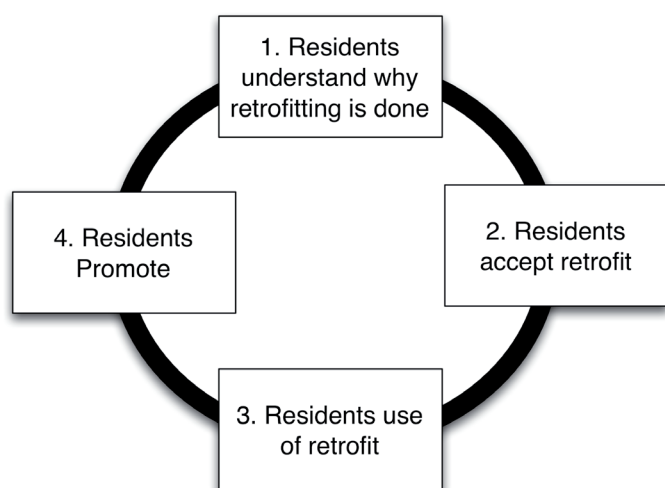 1. Residents
understand why
retrofitting is done
2. Residents
accept retrofit
3. Residents use
of retrofit
4. Residents
Promote